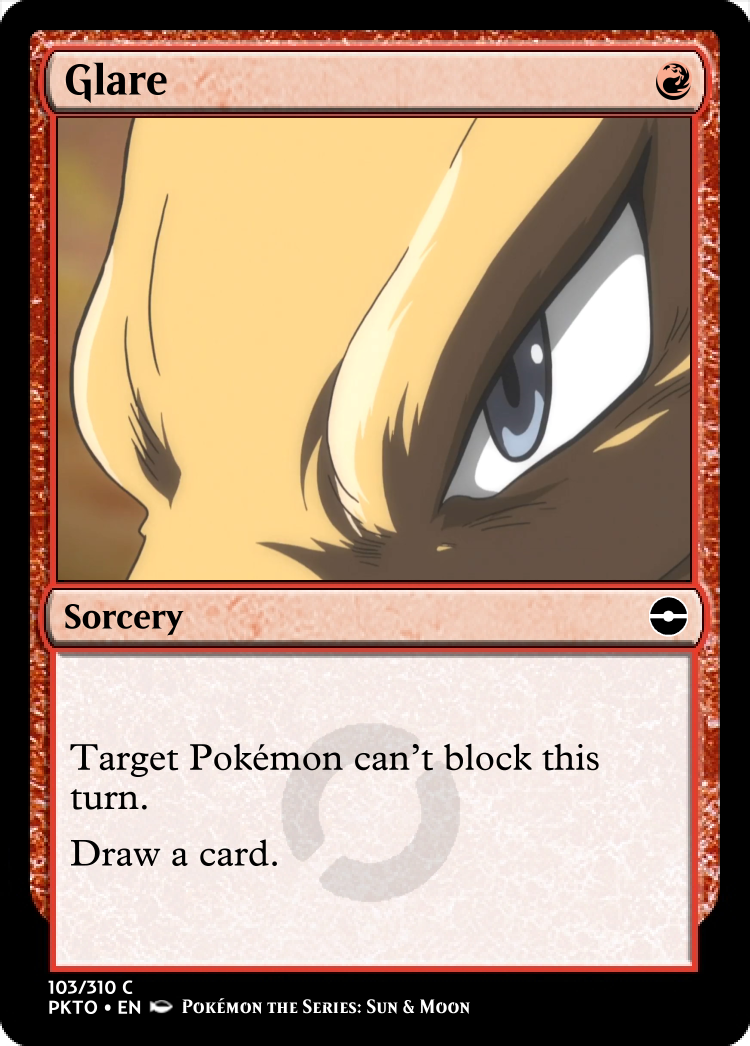 Glare
Sorcery
Target Pokémon can't block this
turn.
Draw a card.
103/310 C
PKTO • EN Pokémon the Series: Sun & Moon